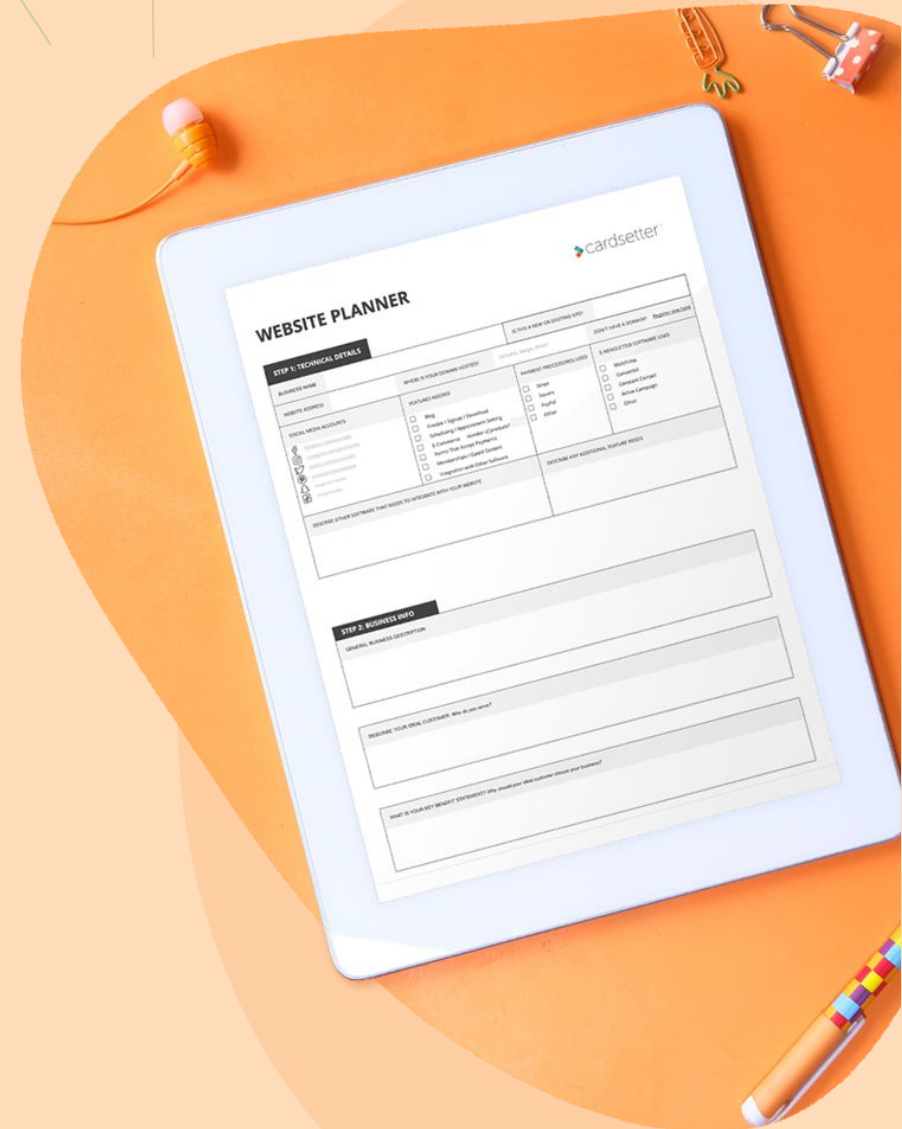 cardsetter
WEBSITE PLANNER
STEP 1: TECHNICAL DETAILS
BUSINESS NAME
IS THIS A NEW OR EXISTING SITE?
WEBSITE ADDRESS
WHERE IS YOUR DOMAIN HOSTED?
DON'T HAVE A DOMAIN?
SOCIAL MEDIA ACCOUNTS
FEATURES NEEDED
Blog
Freebie / Signup / Download
Scheduling / Appointment Setting
E-Commerce Number of products?
Forms That Accept Payments
Memberships / Gated Content
Integration with Other Software
PAYMENT PROCESSOR(S) USED
Stripe
Square
PayPal
Other
E-NEWSLETTER SOFTWARE USED
Mailchimp
ConvertKit
Constant Contact
Active Campaign
Other
DESCRIBE OTHER SOFTWARE THAT NEEDS TO INTEGRATE WITH YOUR WEBSITE
DESCRIBE ANY ADDITIONAL FEATURE NEEDS
STEP 2: BUSINESS INFO
GENERAL BUSINESS DESCRIPTION
DESCRIBE YOUR IDEAL CUSTOMER: Who do you serve?
WHAT IS YOUR KEY BENEFIT STATEMENT? Why should your ideal customer choose your business?